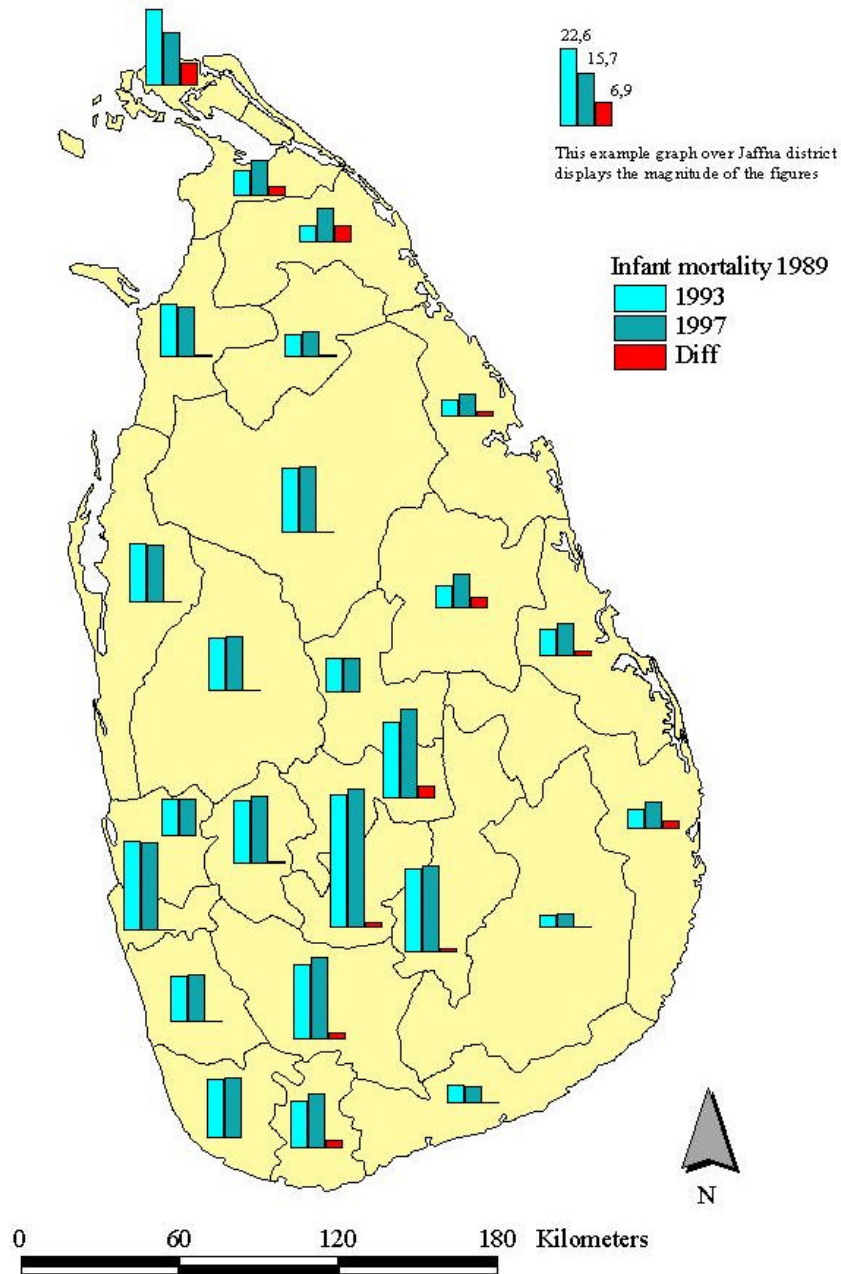 22,6
15,7
6,9
This example graph over Jaffna district
displays the magnitude of the figures
Infant mortality 1989
1993
1997
Diff
N
0 60 120 180 Kilometers